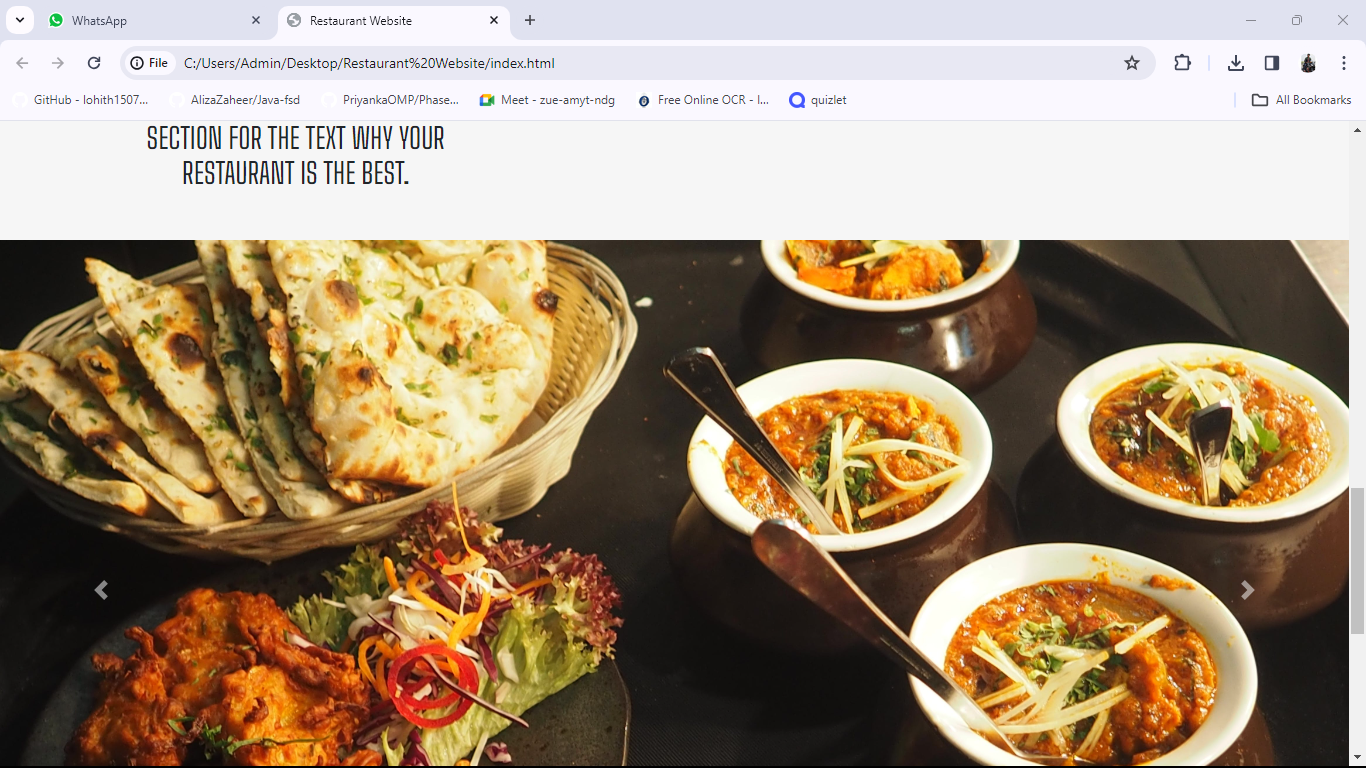 WhatsApp
Restaurant Website
File
C:/Users/Admin/Desktop/Restaurant%20Website/index.html
GitHub - lohith1507...
AlizaZaheer/Java-fsd
PriyankaOMP/Phase...
Meet - zue-amyt-ndg
Free Online OCR - I...
quizlet
All Bookmarks
SECTION FOR THE TEXT WHY YOUR
RESTAURANT IS THE BEST.